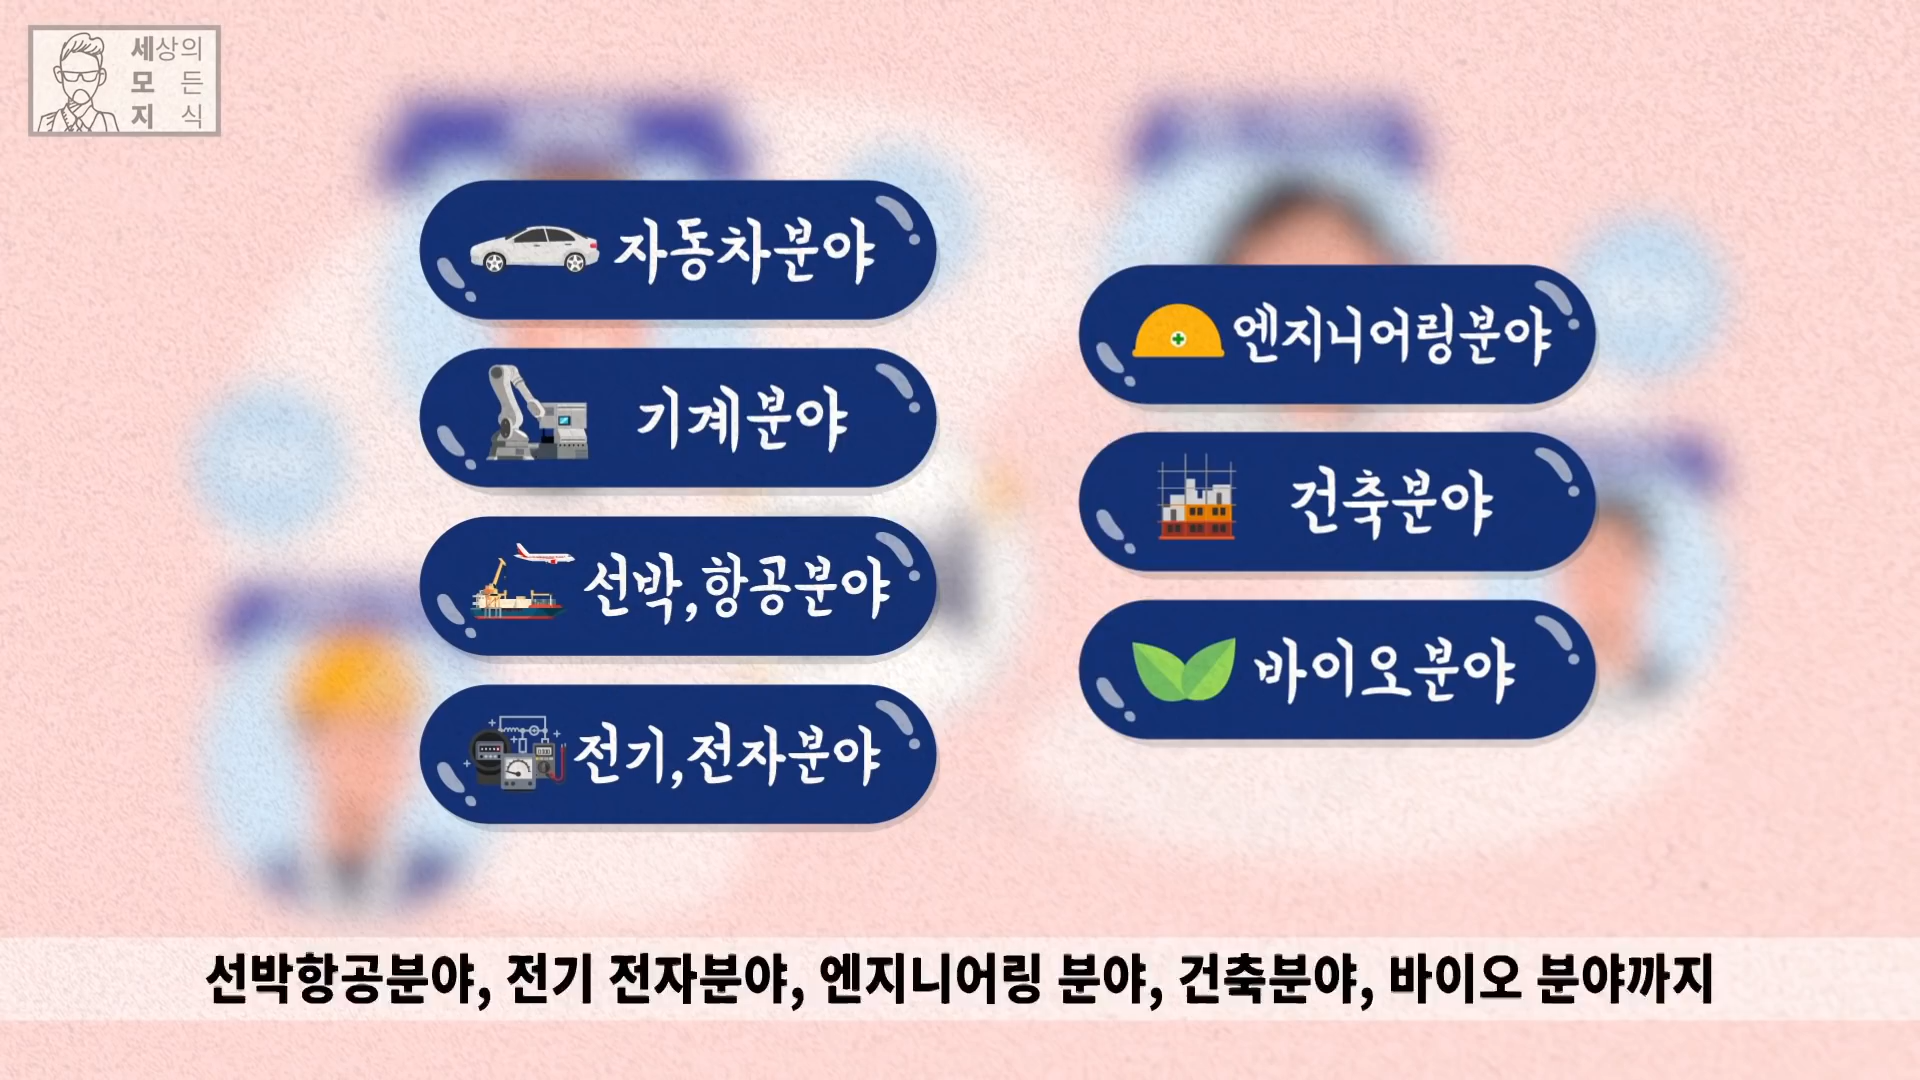 세상의
모든
지식
자동차분야
기계분야
선박,항공분야
전기,전자분야
엔지니어링분야
건축분야
바이오분야
선박항공분야, 전기 전자분야, 엔지니어링 분야, 건축분야, 바이오 분야까지